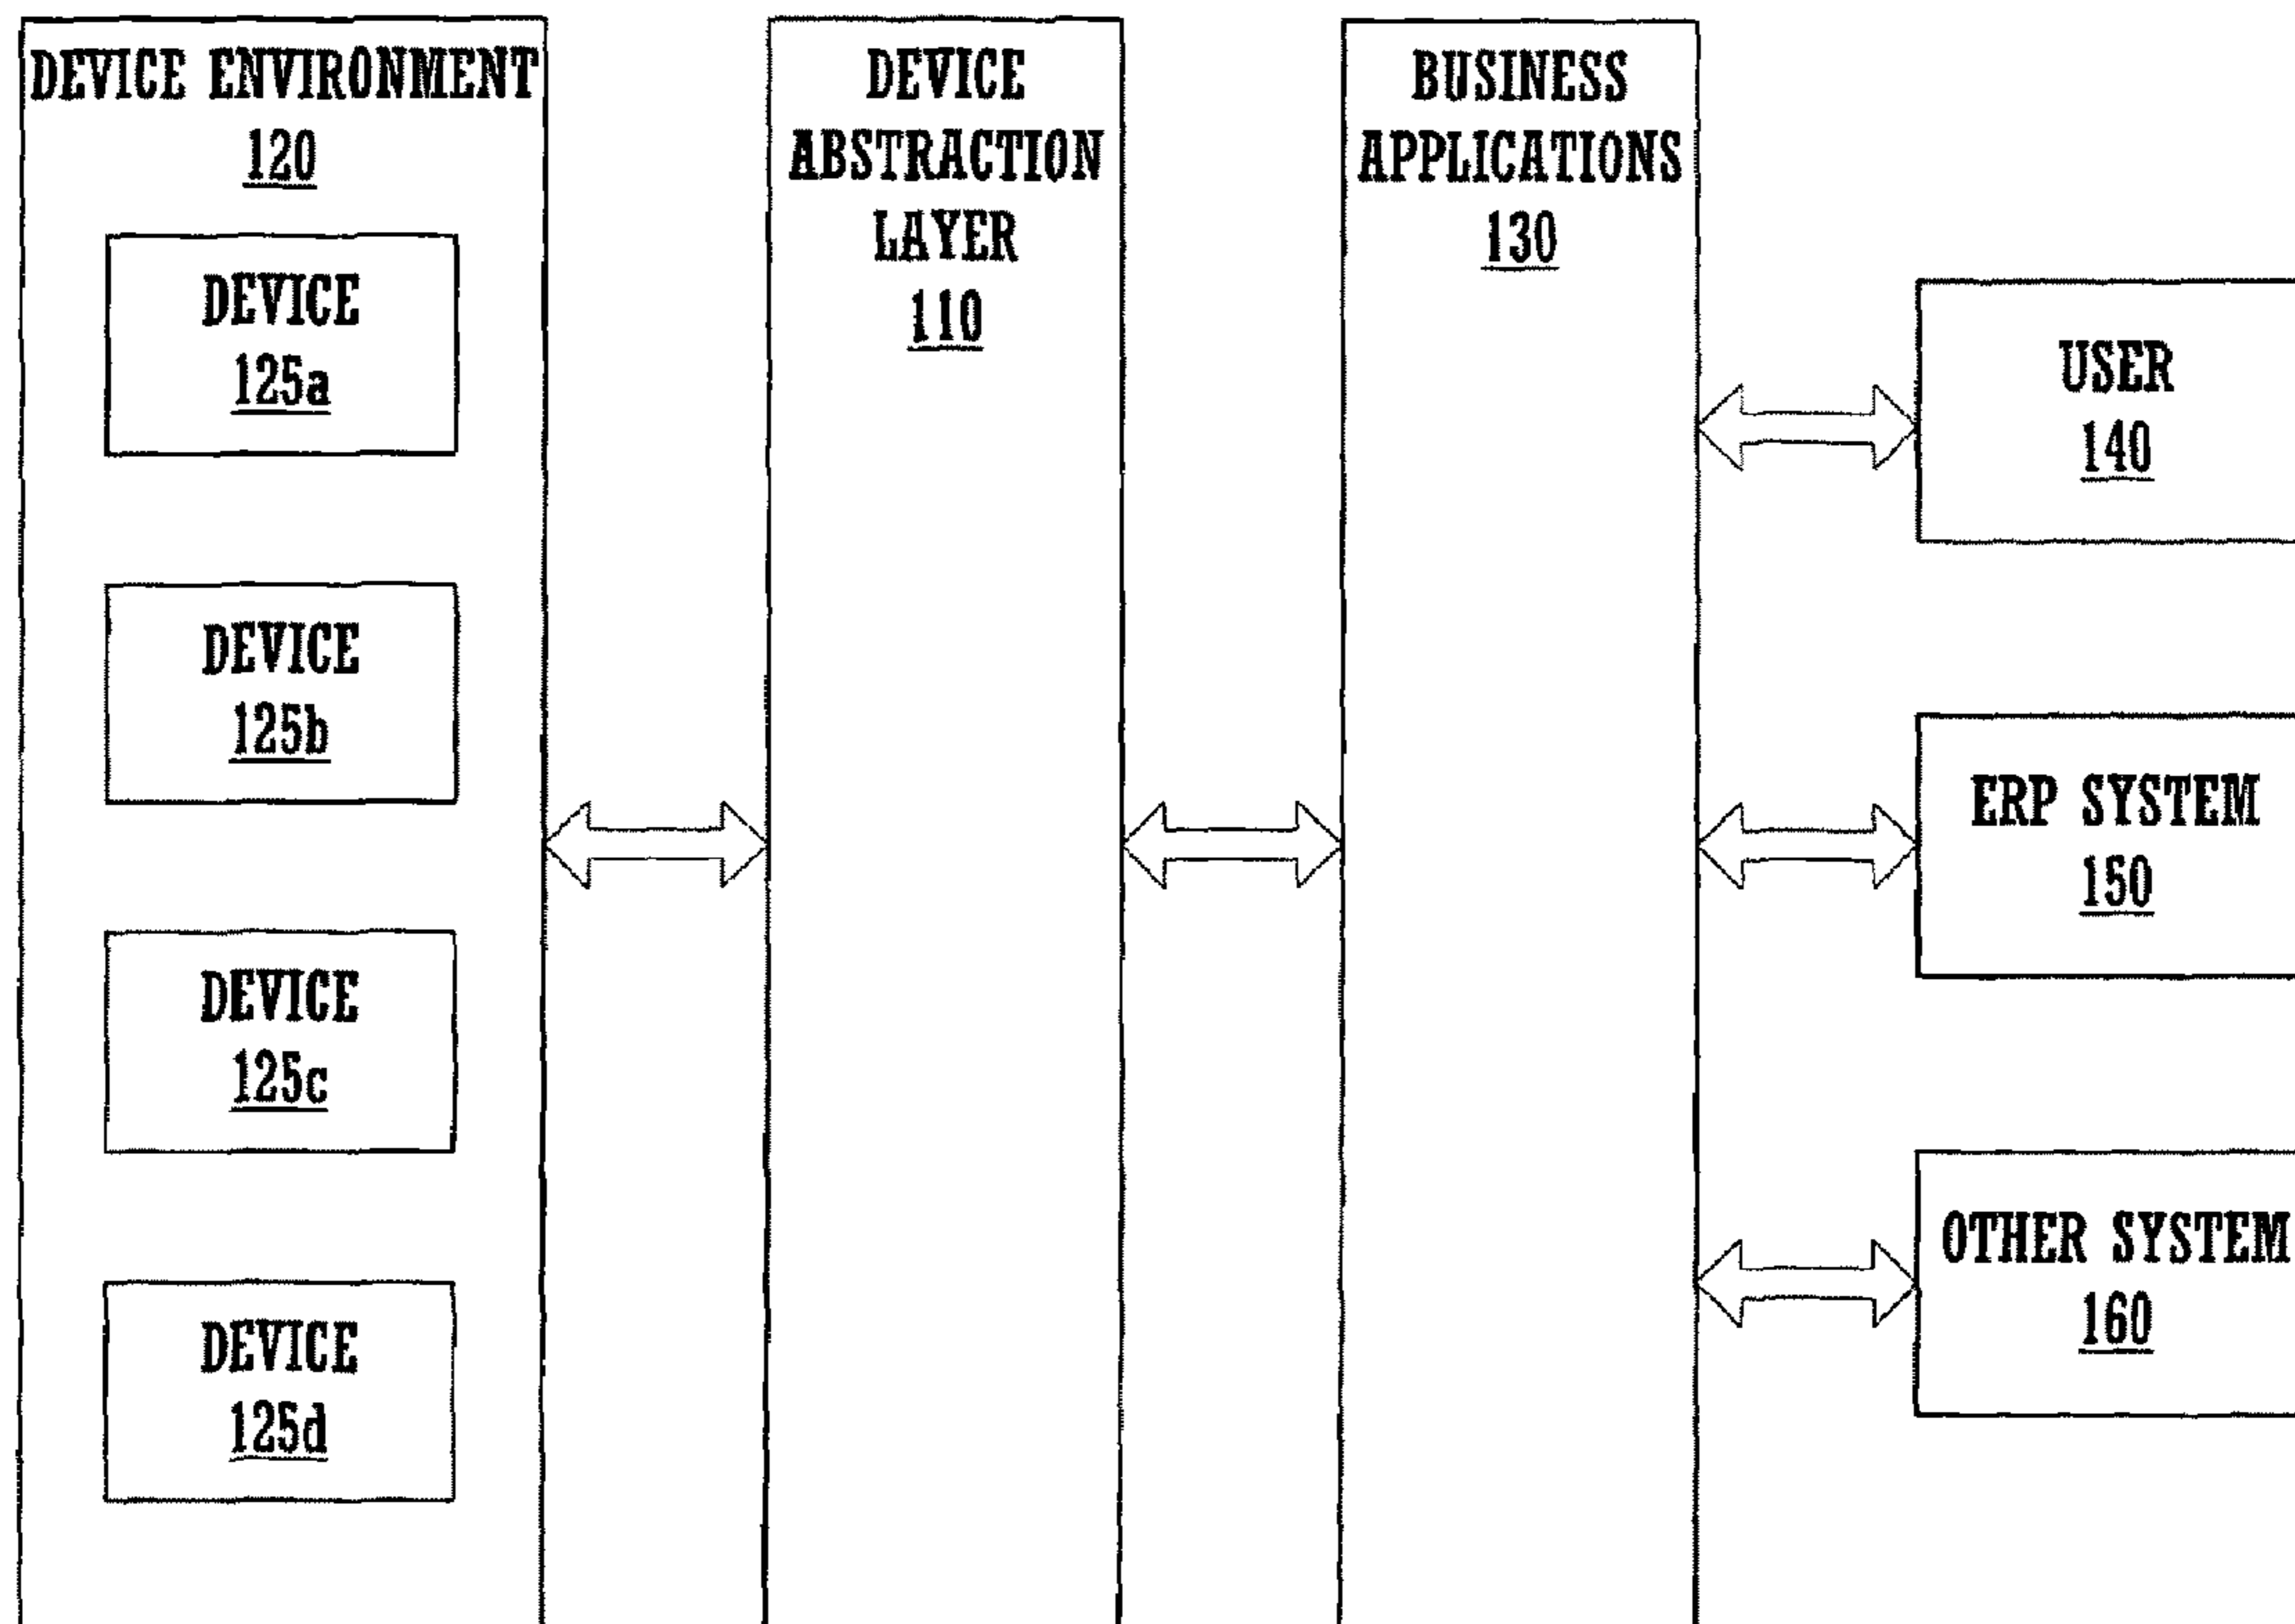 DEVICE ENVIRONMENT
120
DEVICE
125a
DEVICE
125b
DEVICE
125c
DEVICE
125d
DEVICE
ABSTRACTION
LAYER
110
BUSINESS
APPLICATIONS
130
USER
140
ERP SYSTEM
150
OTHER SYSTEM
160